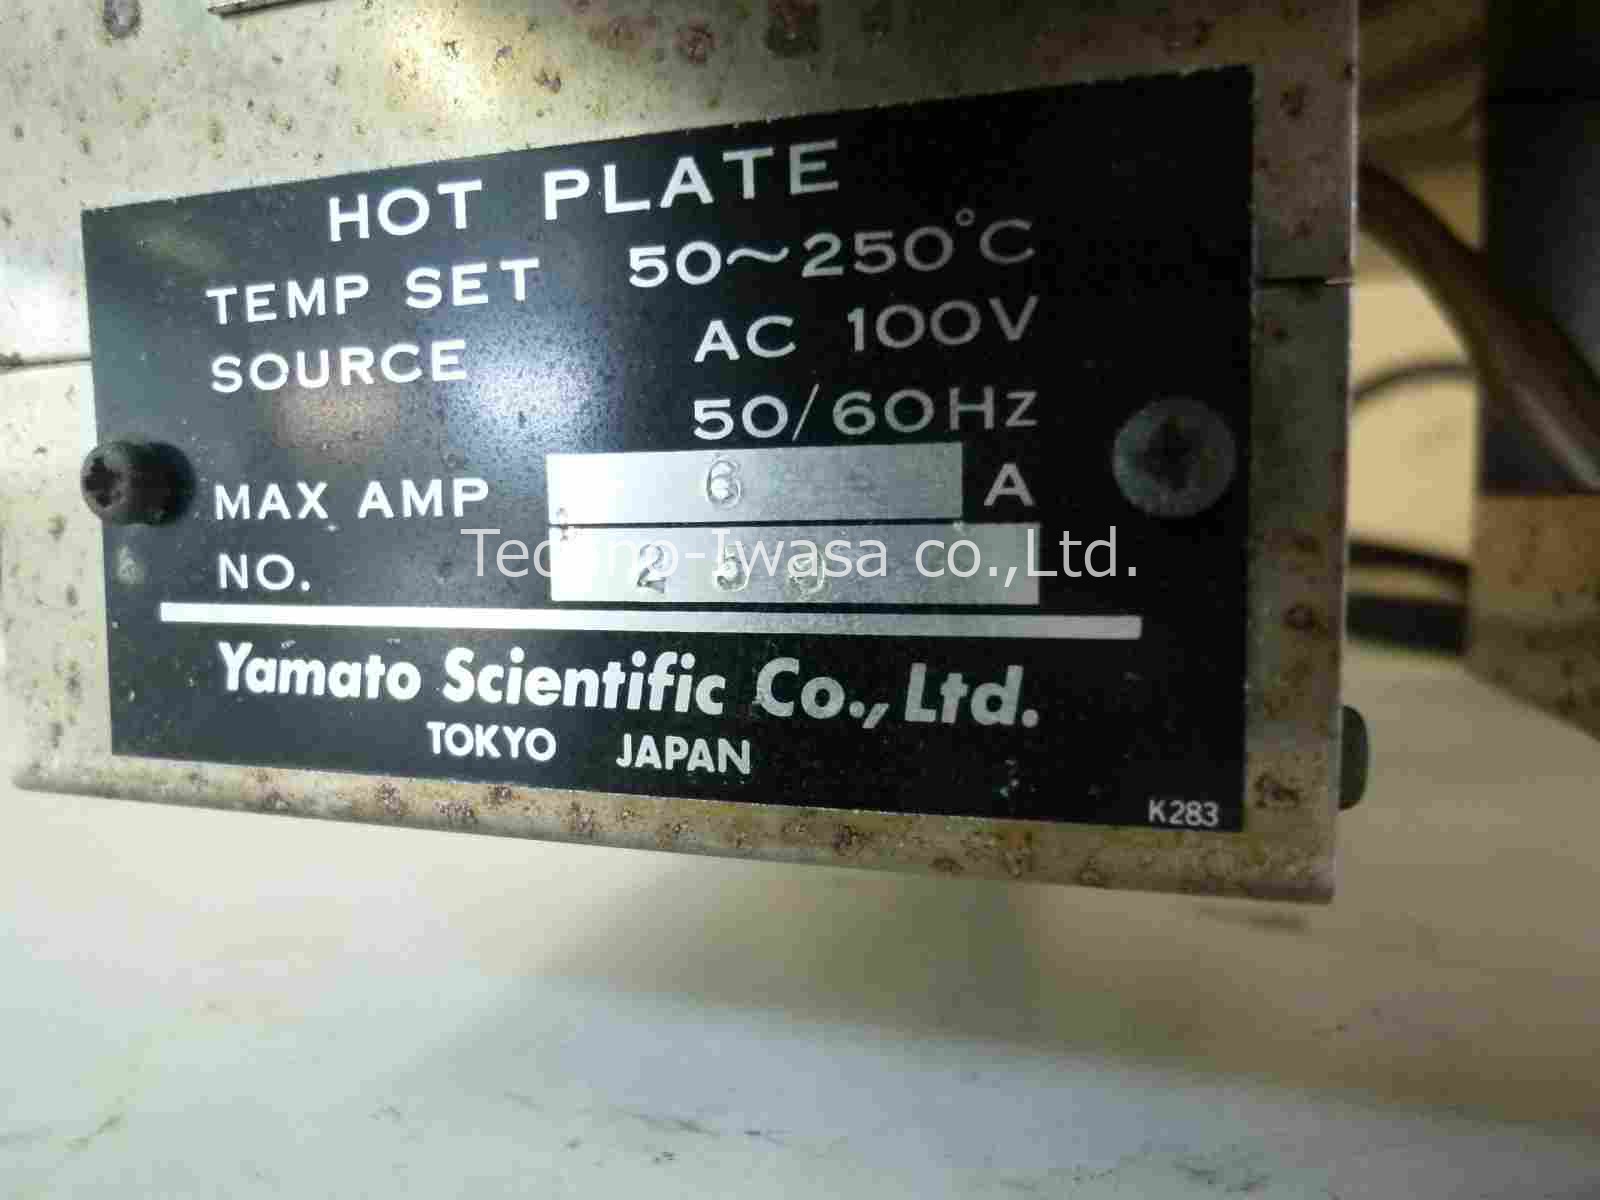 HOT PLATE
TEMP SET 50~250°C
SOURCE AC 100V
50/60Hz
MAX AMP 6 A
NO. 259
Techno-Iwasa co.,Ltd.
Yamato Scientific Co., Ltd.
TOKYO JAPAN
K283